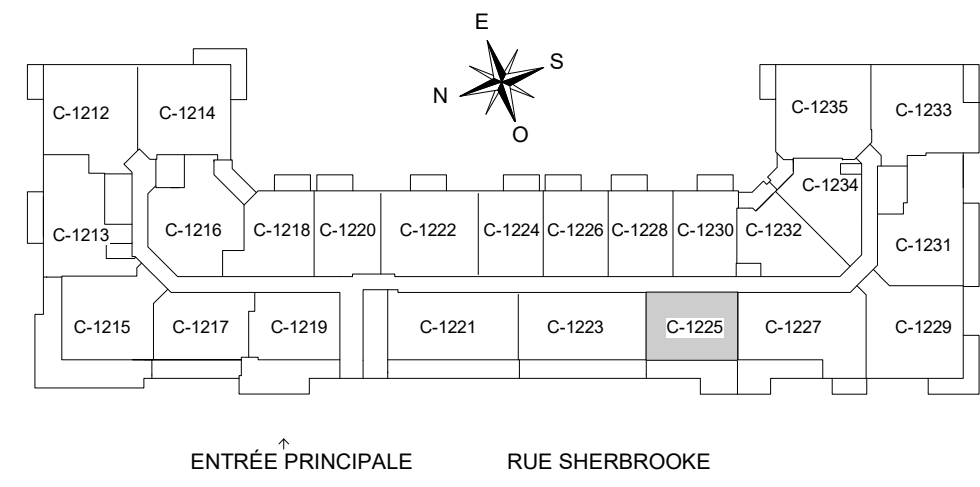 E
S
N
O
C-1212
C-1214
C-1235
C-1233
C-1234
C-1213
C-1216
C-1218
C-1220
C-1222
C-1224
C-1226
C-1228
C-1230
C-1232
C-1231
C-1215
C-1217
C-1219
C-1221
C-1223
C-1225
C-1227
C-1229
ENTRÉE PRINCIPALE
RUE SHERBROOKE